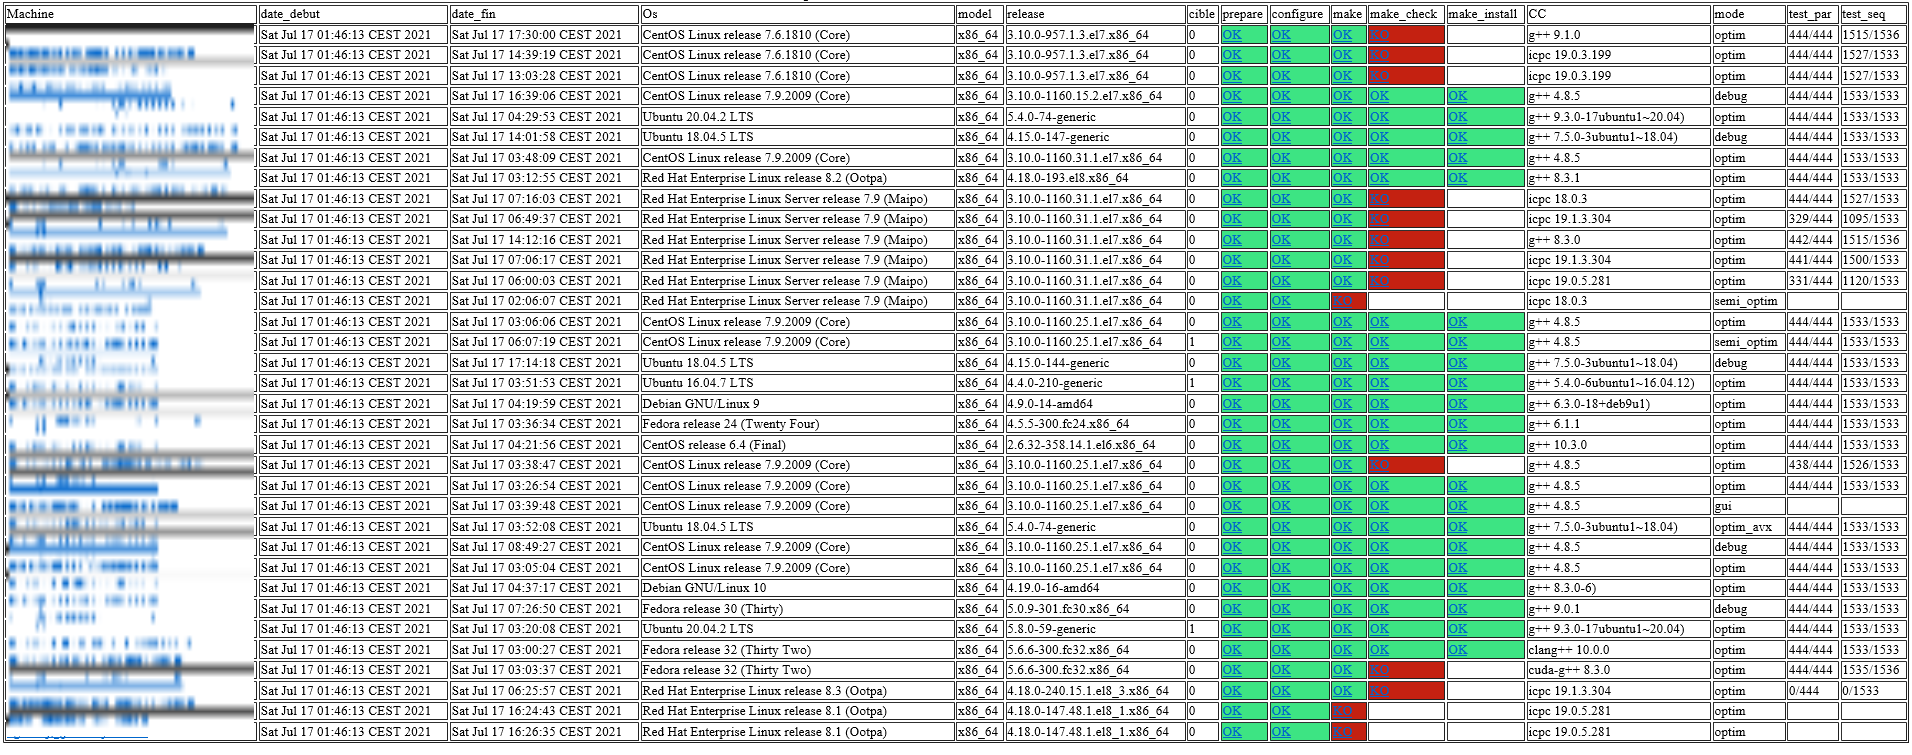 Machine date_debut date_fin Os model release cible prepare configure make make_check make_install CC mode test_par test_seq
Sat Jul 17 01:46:13 CEST 2021 Sat Jul 17 17:30:00 CEST 2021 CentOS Linux release 7.6.1810 (Core) x86_64 3.10.0-957.1.3.el7.x86_64 0 OK OK OK KO g++ 9.1.0 optim 444/444 1515/1536
Sat Jul 17 01:46:13 CEST 2021 Sat Jul 17 14:39:19 CEST 2021 CentOS Linux release 7.6.1810 (Core) x86_64 3.10.0-957.1.3.el7.x86_64 0 OK OK OK KO icpc 19.0.3.199 optim 444/444 1527/1533
Sat Jul 17 01:46:13 CEST 2021 Sat Jul 17 13:03:28 CEST 2021 CentOS Linux release 7.6.1810 (Core) x86_64 3.10.0-957.1.3.el7.x86_64 0 OK OK OK KO icpc 19.0.3.199 optim 444/444 1527/1533
Sat Jul 17 01:46:13 CEST 2021 Sat Jul 17 16:39:06 CEST 2021 CentOS Linux release 7.9.2009 (Core) x86_64 3.10.0-1160.15.2.el7.x86_64 0 OK OK OK OK OK g++ 4.8.5 debug 444/444 1533/1533
Sat Jul 17 01:46:13 CEST 2021 Sat Jul 17 04:29:53 CEST 2021 Ubuntu 20.04.2 LTS x86_64 5.4.0-74-generic 0 OK OK OK OK OK g++ 9.3.0-17ubuntu1~20.04) optim 444/444 1533/1533
Sat Jul 17 01:46:13 CEST 2021 Sat Jul 17 14:01:58 CEST 2021 Ubuntu 18.04.5 LTS x86_64 4.15.0-147-generic 0 OK OK OK OK OK g++ 7.5.0-3ubuntu1~18.04) debug 444/444 1533/1533
Sat Jul 17 01:46:13 CEST 2021 Sat Jul 17 03:48:09 CEST 2021 CentOS Linux release 7.9.2009 (Core) x86_64 3.10.0-1160.31.1.el7.x86_64 0 OK OK OK OK OK g++ 4.8.5 optim 444/444 1533/1533
Sat Jul 17 01:46:13 CEST 2021 Sat Jul 17 03:12:55 CEST 2021 Red Hat Enterprise Linux release 8.2 (Ootpa) x86_64 4.18.0-193.el8.x86_64 0 OK OK OK OK OK g++ 8.3.1 optim 444/444 1533/1533
Sat Jul 17 01:46:13 CEST 2021 Sat Jul 17 07:16:03 CEST 2021 Red Hat Enterprise Linux Server release 7.9 (Maipo) x86_64 3.10.0-1160.31.1.el7.x86_64 0 OK OK OK KO icpc 18.0.3 optim 444/444 1527/1533
Sat Jul 17 01:46:13 CEST 2021 Sat Jul 17 06:49:37 CEST 2021 Red Hat Enterprise Linux Server release 7.9 (Maipo) x86_64 3.10.0-1160.31.1.el7.x86_64 0 OK OK OK KO icpc 19.1.3.304 optim 329/444 1095/1533
Sat Jul 17 01:46:13 CEST 2021 Sat Jul 17 14:12:16 CEST 2021 Red Hat Enterprise Linux Server release 7.9 (Maipo) x86_64 3.10.0-1160.31.1.el7.x86_64 0 OK OK OK KO g++ 8.3.0 optim 442/444 1515/1536
Sat Jul 17 01:46:13 CEST 2021 Sat Jul 17 07:06:17 CEST 2021 Red Hat Enterprise Linux Server release 7.9 (Maipo) x86_64 3.10.0-1160.31.1.el7.x86_64 0 OK OK OK KO icpc 19.1.3.304 optim 441/444 1500/1533
Sat Jul 17 01:46:13 CEST 2021 Sat Jul 17 06:00:03 CEST 2021 Red Hat Enterprise Linux Server release 7.9 (Maipo) x86_64 3.10.0-1160.31.1.el7.x86_64 0 OK OK OK KO icpc 19.0.5.281 optim 331/444 1120/1533
Sat Jul 17 01:46:13 CEST 2021 Sat Jul 17 02:06:07 CEST 2021 Red Hat Enterprise Linux Server release 7.9 (Maipo) x86_64 3.10.0-1160.31.1.el7.x86_64 0 OK OK KO icpc 18.0.3 semi_optim
Sat Jul 17 01:46:13 CEST 2021 Sat Jul 17 03:06:06 CEST 2021 CentOS Linux release 7.9.2009 (Core) x86_64 3.10.0-1160.25.1.el7.x86_64 0 OK OK OK OK OK g++ 4.8.5 optim 444/444 1533/1533
Sat Jul 17 01:46:13 CEST 2021 Sat Jul 17 06:07:19 CEST 2021 CentOS Linux release 7.9.2009 (Core) x86_64 3.10.0-1160.25.1.el7.x86_64 1 OK OK OK OK OK g++ 4.8.5 semi_optim 444/444 1533/1533
Sat Jul 17 01:46:13 CEST 2021 Sat Jul 17 17:14:18 CEST 2021 Ubuntu 18.04.5 LTS x86_64 4.15.0-144-generic 0 OK OK OK OK OK g++ 7.5.0-3ubuntu1~18.04) debug 444/444 1533/1533
Sat Jul 17 01:46:13 CEST 2021 Sat Jul 17 03:51:53 CEST 2021 Ubuntu 16.04.7 LTS x86_64 4.4.0-210-generic 1 OK OK OK OK OK g++ 5.4.0-6ubuntu1~16.04.12) optim 444/444 1533/1533
Sat Jul 17 01:46:13 CEST 2021 Sat Jul 17 04:19:59 CEST 2021 Debian GNU/Linux 9 x86_64 4.9.0-14-amd64 0 OK OK OK OK OK g++ 6.3.0-18+deb9u1) optim 444/444 1533/1533
Sat Jul 17 01:46:13 CEST 2021 Sat Jul 17 03:36:34 CEST 2021 Fedora release 24 (Twenty Four) x86_64 4.5.5-300.fc24.x86_64 0 OK OK OK OK OK g++ 6.1.1 optim 444/444 1533/1533
Sat Jul 17 01:46:13 CEST 2021 Sat Jul 17 04:21:56 CEST 2021 CentOS release 6.4 (Final) x86_64 2.6.32-358.14.1.el6.x86_64 0 OK OK OK OK OK g++ 10.3.0 optim 444/444 1533/1533
Sat Jul 17 01:46:13 CEST 2021 Sat Jul 17 03:38:47 CEST 2021 CentOS Linux release 7.9.2009 (Core) x86_64 3.10.0-1160.25.1.el7.x86_64 0 OK OK OK KO g++ 4.8.5 optim 438/444 1526/1533
Sat Jul 17 01:46:13 CEST 2021 Sat Jul 17 03:26:54 CEST 2021 CentOS Linux release 7.9.2009 (Core) x86_64 3.10.0-1160.25.1.el7.x86_64 0 OK OK OK OK OK g++ 4.8.5 optim 444/444 1533/1533
Sat Jul 17 01:46:13 CEST 2021 Sat Jul 17 03:39:48 CEST 2021 CentOS Linux release 7.9.2009 (Core) x86_64 3.10.0-1160.25.1.el7.x86_64 0 OK OK OK OK OK g++ 4.8.5 gui
Sat Jul 17 01:46:13 CEST 2021 Sat Jul 17 03:52:08 CEST 2021 Ubuntu 18.04.5 LTS x86_64 5.4.0-74-generic 0 OK OK OK OK OK g++ 7.5.0-3ubuntu1~18.04) optim_avx 444/444 1533/1533
Sat Jul 17 01:46:13 CEST 2021 Sat Jul 17 08:49:27 CEST 2021 CentOS Linux release 7.9.2009 (Core) x86_64 3.10.0-1160.25.1.el7.x86_64 0 OK OK OK OK OK g++ 4.8.5 debug 444/444 1533/1533
Sat Jul 17 01:46:13 CEST 2021 Sat Jul 17 03:05:04 CEST 2021 CentOS Linux release 7.9.2009 (Core) x86_64 3.10.0-1160.25.1.el7.x86_64 0 OK OK OK OK OK g++ 4.8.5 optim 444/444 1533/1533
Sat Jul 17 01:46:13 CEST 2021 Sat Jul 17 04:37:17 CEST 2021 Debian GNU/Linux 10 x86_64 4.19.0-16-amd64 0 OK OK OK OK OK g++ 8.3.0-6) optim 444/444 1533/1533
Sat Jul 17 01:46:13 CEST 2021 Sat Jul 17 07:26:50 CEST 2021 Fedora release 30 (Thirty) x86_64 5.0.9-301.fc30.x86_64 0 OK OK OK OK OK g++ 9.0.1 debug 444/444 1533/1533
Sat Jul 17 01:46:13 CEST 2021 Sat Jul 17 03:20:08 CEST 2021 Ubuntu 20.04.2 LTS x86_64 5.8.0-59-generic 1 OK OK OK OK OK g++ 9.3.0-17ubuntu1~20.04) optim 444/444 1533/1533
Sat Jul 17 01:46:13 CEST 2021 Sat Jul 17 03:00:27 CEST 2021 Fedora release 32 (Thirty Two) x86_64 5.6.6-300.fc32.x86_64 0 OK OK OK OK OK clang++ 10.0.0 optim 444/444 1533/1533
Sat Jul 17 01:46:13 CEST 2021 Sat Jul 17 03:03:37 CEST 2021 Fedora release 32 (Thirty Two) x86_64 5.6.6-300.fc32.x86_64 0 OK OK OK KO cuda-g++ 8.3.0 optim 444/444 1535/1536
Sat Jul 17 01:46:13 CEST 2021 Sat Jul 17 06:25:57 CEST 2021 Red Hat Enterprise Linux release 8.3 (Ootpa) x86_64 4.18.0-240.15.1.el8_3.x86_64 0 OK OK OK KO icpc 19.1.3.304 optim 0/444 0/1533
Sat Jul 17 01:46:13 CEST 2021 Sat Jul 17 16:24:43 CEST 2021 Red Hat Enterprise Linux release 8.1 (Ootpa) x86_64 4.18.0-147.48.1.el8_1.x86_64 0 OK OK KO icpc 19.0.5.281 optim
Sat Jul 17 01:46:13 CEST 2021 Sat Jul 17 16:26:35 CEST 2021 Red Hat Enterprise Linux release 8.1 (Ootpa) x86_64 4.18.0-147.48.1.el8_1.x86_64 0 OK OK KO icpc 19.0.5.281 optim